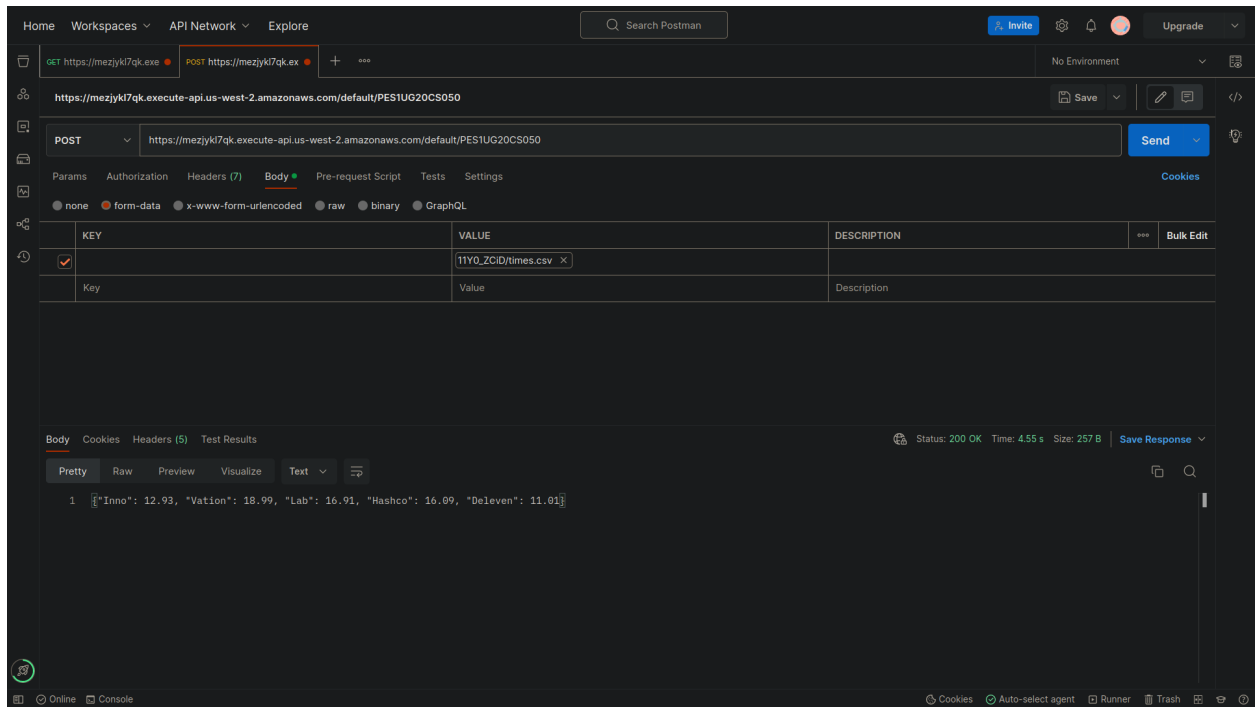 Home Workspaces API Network Explore Search Postman Invite Upgrade
GET https://mezjykl7qk.exe POST https://mezjykl7qk.ex + ooo No Environment
https://mezjykl7qk.execute-api.us-west-2.amazonaws.com/default/PES1UG20CS050 Save
POST https://mezjykl7qk.execute-api.us-west-2.amazonaws.com/default/PES1UG20CS050 Send
Params Authorization Headers (7) Body Pre-request Script Tests Settings Cookies
none form-data x-www-form-urlencoded raw binary GraphQL
KEY VALUE DESCRIPTION ooo Bulk Edit
11Y0_ZCiD/times.csv ×
Key Value Description
Body Cookies Headers (5) Test Results Status: 200 OK Time: 4.55 s Size: 257 B Save Response
Pretty Raw Preview Visualize Text
1 {"Inno": 12.93, "Vation": 18.99, "Lab": 16.91, "Hashco": 16.09, "Deleven": 11.01}
Online Console Cookies Auto-select agent Runner Trash